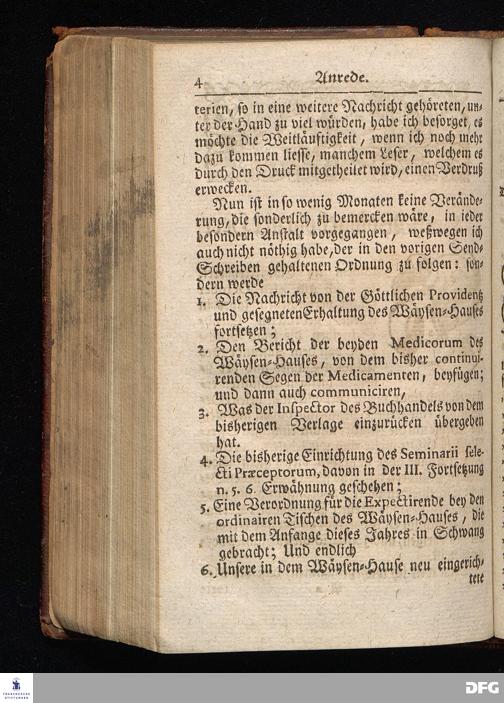 4 Anrede.
terien, so in eine weitere Nachricht gehöreten, un-
ter der Hand zu viel würden, habe ich besorget, es
möchte die Weitläuftigkeit, wenn ich noch mehr
dazu kommen liesse, manchem Leser, welchem es
durch den Druck mitgetheilet wird, einen Verdruß
erwecken.
Nun ist in so wenig Monaten keine Verände-
rung, die sonderlich zu bemercken wäre, in ieder
besondern Anstalt vorgegangen, weßwegen ich
auch nicht nöthig habe, der in den vorigen Send-
Schreiben gehaltenen Ordnung zu folgen: son-
dern werde
1. Die Nachricht von der Göttlichen Providentz
und gesegneten Erhaltung des Wäysen-Hauses
fortsetzen;
2. Den Bericht der beyden Medicorum des
Wäysen-Hauses, von dem bisher continui-
renden Segen der Medicamenten, beyfügen;
und dann auch communiciren,
3. Was der Inspector des Buchhandels von dem
bisherigen Verlage einzurücken übergeben
hat.
4. Die bisherige Einrichtung des Seminarii sele-
cti Præceptorum, davon in der III. Fortsetzung
n. 5. 6. Erwähnung geschehen;
5. Eine Verordnung für die Expectirende bey den
ordinairen Tischen des Wäysen-Hauses, die
mit dem Anfange dieses Jahres in Schwang
gebracht; Und endlich
6. Unsere in dem Wäysen-Hause neu eingerich-
tete
FRANCKESCHE
STIFTUNGEN
DFG